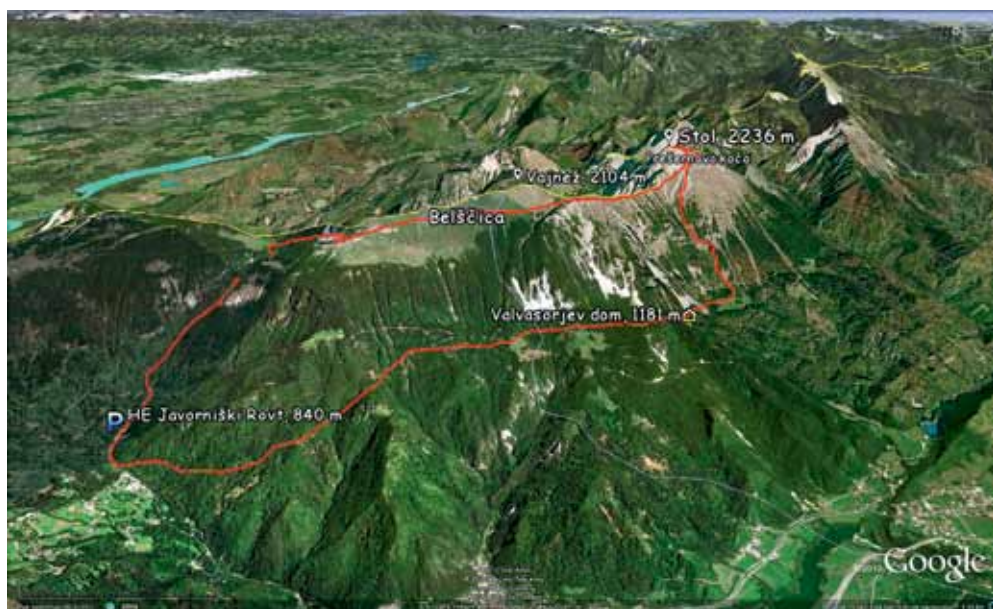 Stol, 2236 m
Vajnež, 2104 m
Belščica
Valvasorjev dom, 1181 m
P
HE Javorniški Rovt, 840 m
Google